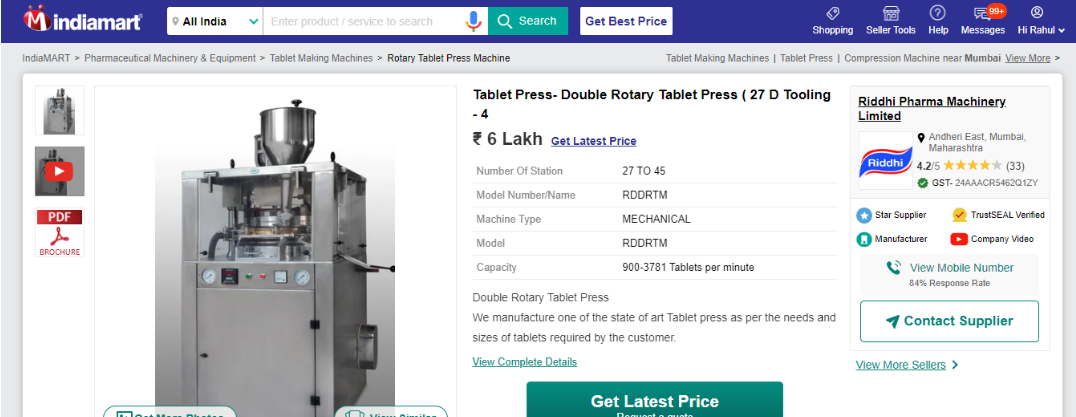 indiamart
All India
Enter product / service to search
Search
Get Best Price
Shopping
Seller Tools
Help
99+
Messages
Hi Rahul
IndiaMART > Pharmaceutical Machinery & Equipment > Tablet Making Machines > Rotary Tablet Press Machine
Tablet Making Machines | Tablet Press | Compression Machine near Mumbai View More >
PDF
BROCHURE
Get More Photos
View Similar
Tablet Press- Double Rotary Tablet Press ( 27 D Tooling
- 4
₹ 6 Lakh Get Latest Price
Number Of Station 27 TO 45
Model Number/Name RDDRTM
Machine Type MECHANICAL
Model RDDRTM
Capacity 900-3781 Tablets per minute
Double Rotary Tablet Press
We manufacture one of the state of art Tablet press as per the needs and
sizes of tablets required by the customer.
View Complete Details
Get Latest Price
Request a quote
Riddhi Pharma Machinery
Limited
Riddhi
Andheri East, Mumbai,
Maharashtra
4.2/5 (33)
GST- 24AAACR5462Q1ZY
Star Supplier
TrustSEAL Verified
Manufacturer
Company Video
View Mobile Number
84% Response Rate
Contact Supplier
View More Sellers >